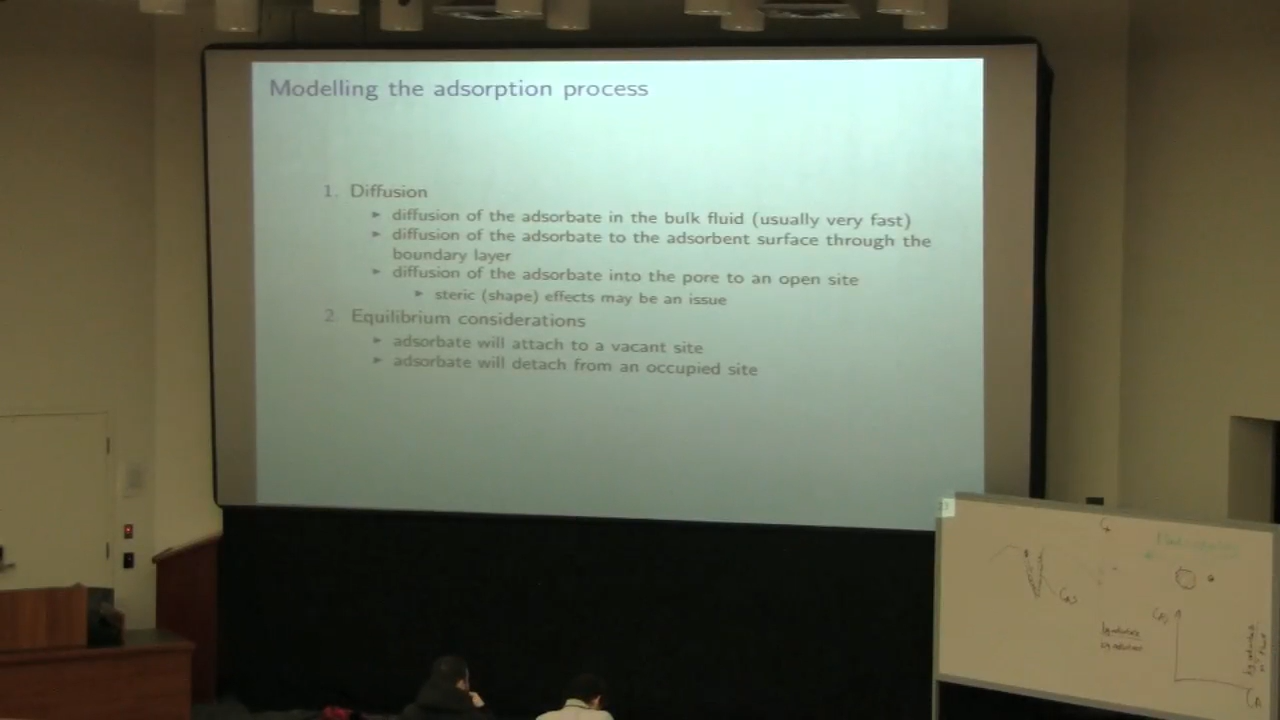 Modelling the adsorption process
1. Diffusion
► diffusion of the adsorbate in the bulk fluid (usually very fast)
► diffusion of the adsorbate to the adsorbent surface through the
boundary layer
► diffusion of the adsorbate into the pore to an open site
► steric (shape) effects may be an issue
2. Equilibrium considerations
► adsorbate will attach to a vacant site
► adsorbate will detach from an occupied site
CAS
CAS